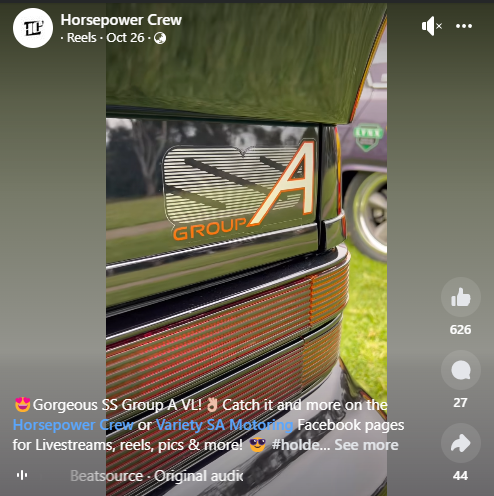 Horsepower Crew
· Reels · Oct 26 ·
LYNX
SS A
GROUP
626
27
😍Gorgeous SS Group A VL!👌Catch it and more on the
Horsepower Crew or Variety SA Motoring Facebook pages
for Livestreams, reels, pics & more! 😎 #holde... See more
Beatsource · Original audio
44